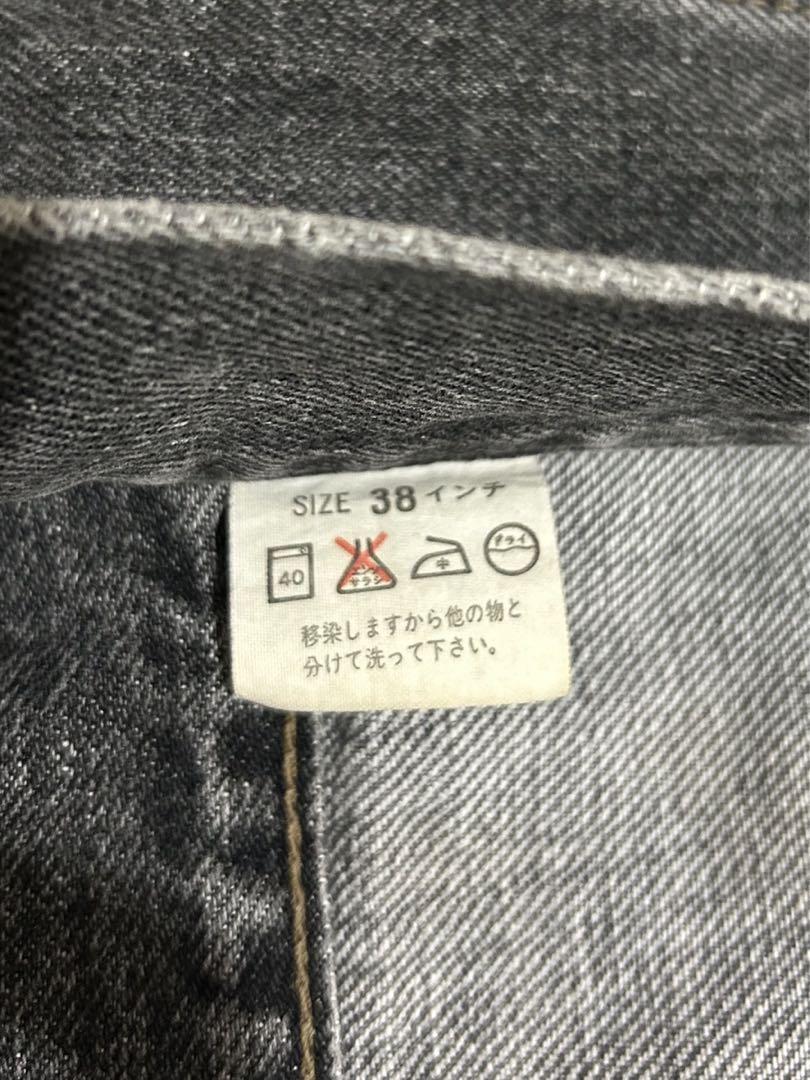 SIZE 38インチ
40 エンソサラシ 中 ドライ
移染しますから他の物と
分けて洗って下さい。